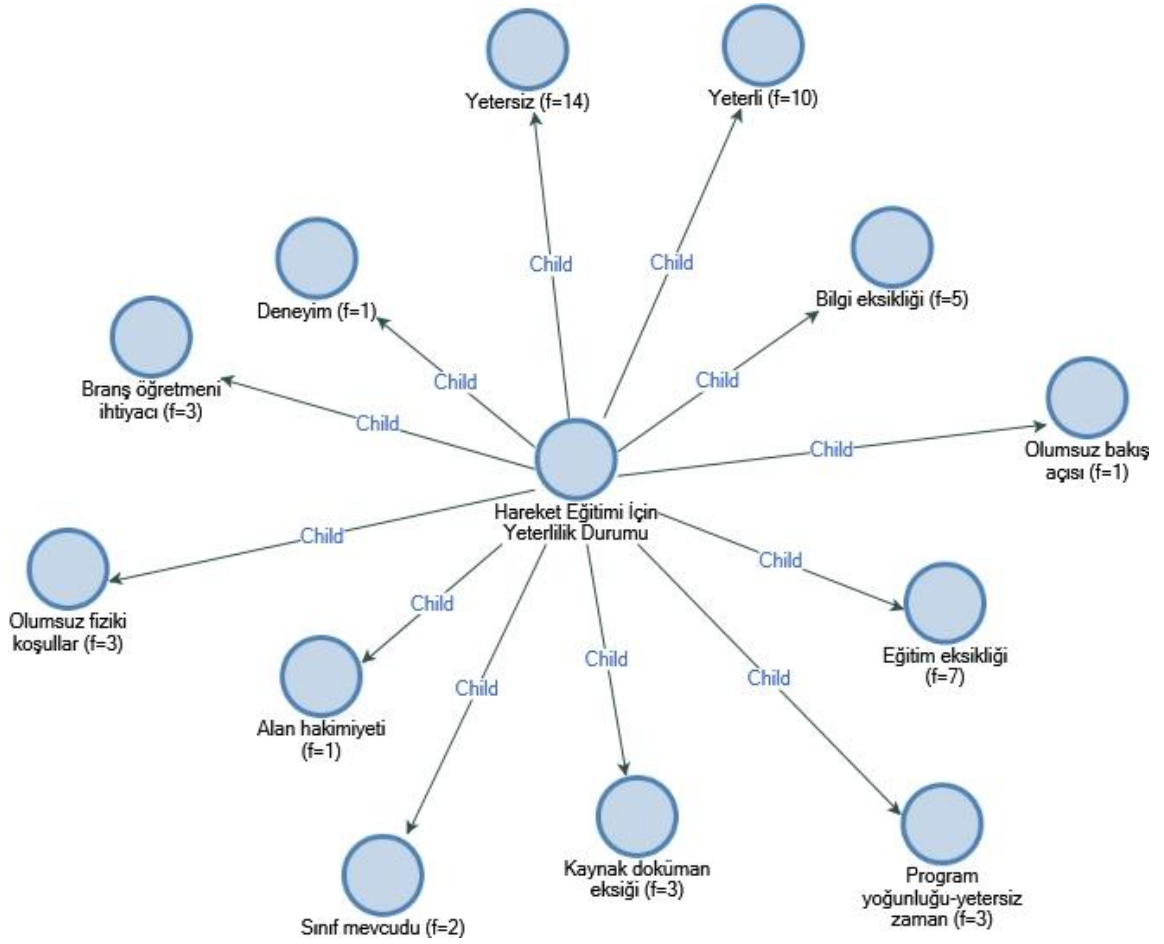 Yetersiz (f=14)
Yeterli (f=10)
Child
Child
Deneyim (f=1)
Bilgi eksikliği (f=5)
Child
Child
Branş öğretmeni
ihtiyacı (f=3)
Child
Olumsuz bakış
açısı (f=1)
Child
Hareket Eğitimi İçin
Yeterlilik Durumu
Child
Olumsuz fiziki
koşullar (f=3)
Child
Eğitim eksikliği
(f=7)
Child
Alan hakimiyeti
(f=1)
Child
Child
Child
Sınıf mevcudu (f=2)
Kaynak doküman
eksiği (f=3)
Program
yoğunluğu-yetersiz
zaman (f=3)